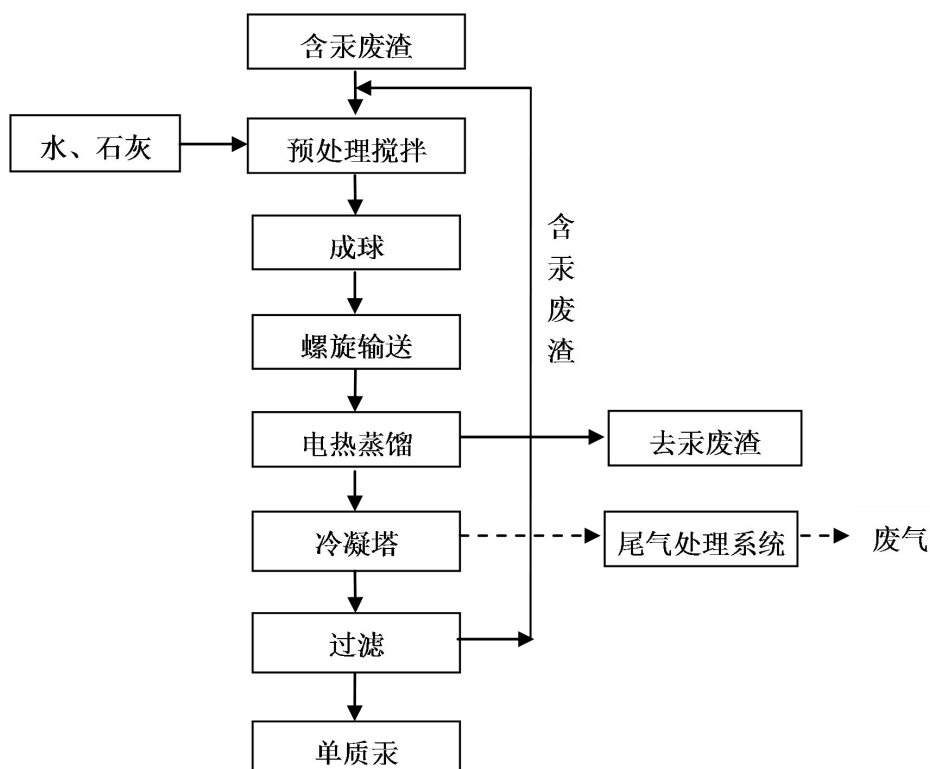 含汞废渣
水、石灰
预处理搅拌
成球
含汞废渣
螺旋输送
电热蒸馏
去汞废渣
冷凝塔
尾气处理系统
废气
过滤
单质汞